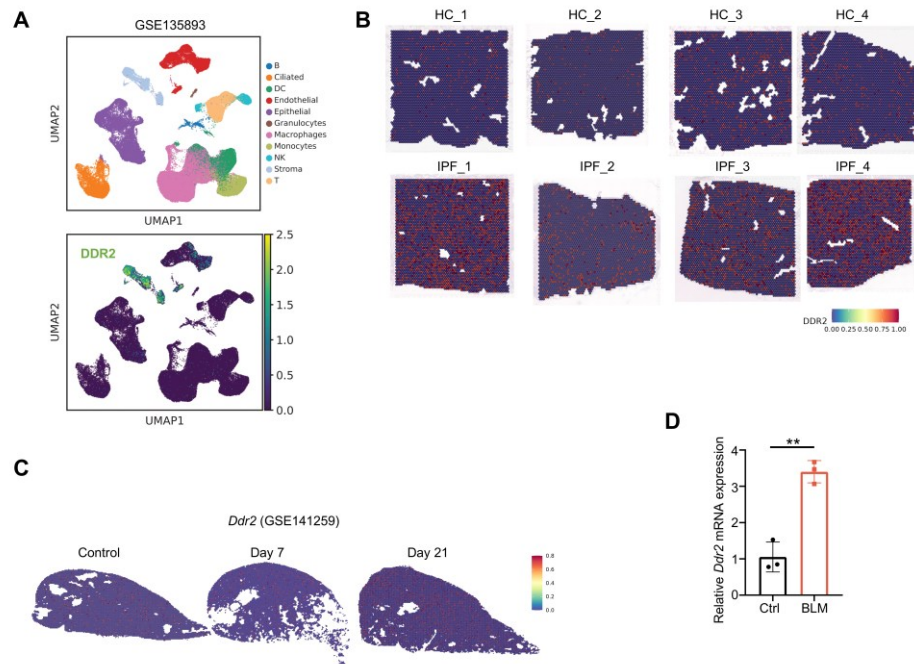 A
GSE135893
UMAP2
UMAP1
B
Ciliated
DC
Endothelial
Epithelial
Granulocytes
Macrophages
Monocytes
NK
Stroma
T
DDR2
UMAP2
UMAP1
2.5
2.0
1.5
1.0
0.5
0.0
B
HC_1
HC_2
HC_3
HC_4
IPF_1
IPF_2
IPF_3
IPF_4
DDR2
0.00 0.25 0.50 0.75 1.00
C
Ddr2 (GSE141259)
Control
Day 7
Day 21
0.8
0.6
0.4
0.2
0.0
D
Relative Ddr2 mRNA expression
**
4
3
2
1
0
Ctrl
BLM